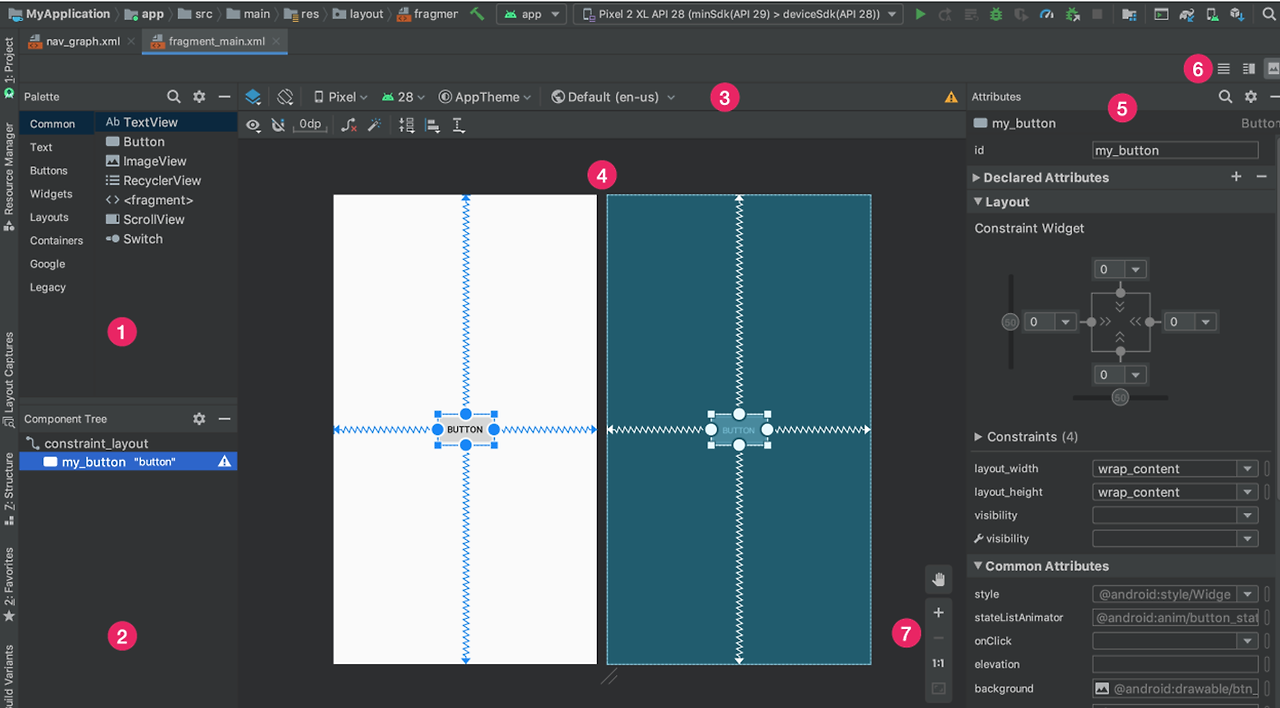 MyApplication app src main res layout fragmer app Pixel 2 XL API 28 (minSdk(API 29) > deviceSdk(API 28))
nav_graph.xml fragment_main.xml
1: Project
Resource Manager
Layout Captures
Z: Structure
2: Favorites
uild Variants
6
Palette
Common
Text
Buttons
Widgets
Layouts
Containers
Google
Legacy
Ab TextView
Button
ImageView
RecyclerView
<> <fragment>
ScrollView
Switch
1
Component Tree
constraint_layout
my_button "button"
2
Pixel 28 AppTheme Default (en-us)
3
0dp
4
BUTTON
BUTTON
7
1:1
Attributes
5
my_button Button
id my_button
Declared Attributes
Layout
Constraint Widget
0
50 0 0
0
50
Constraints (4)
layout_width wrap_content
layout_height wrap_content
visibility
visibility
Common Attributes
style @android:style/Widge
stateListAnimator @android:anim/button_stat
onClick
elevation
background @android:drawable/btn_